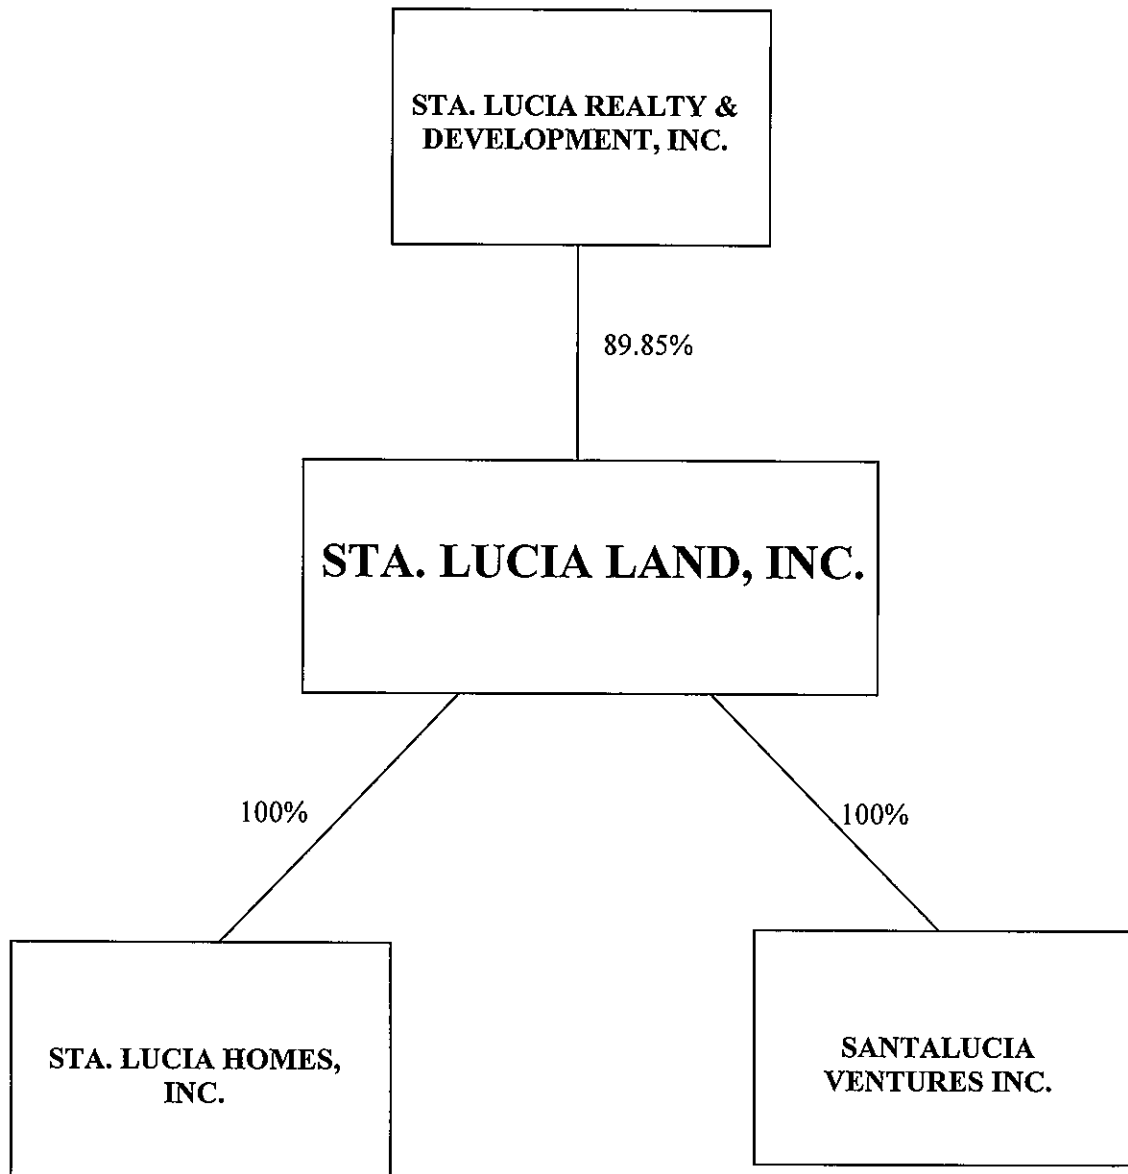 STA. LUCIA REALTY &
DEVELOPMENT, INC.
89.85%
STA. LUCIA LAND, INC.
100%
100%
STA. LUCIA HOMES,
INC.
SANTALUCIA
VENTURES INC.